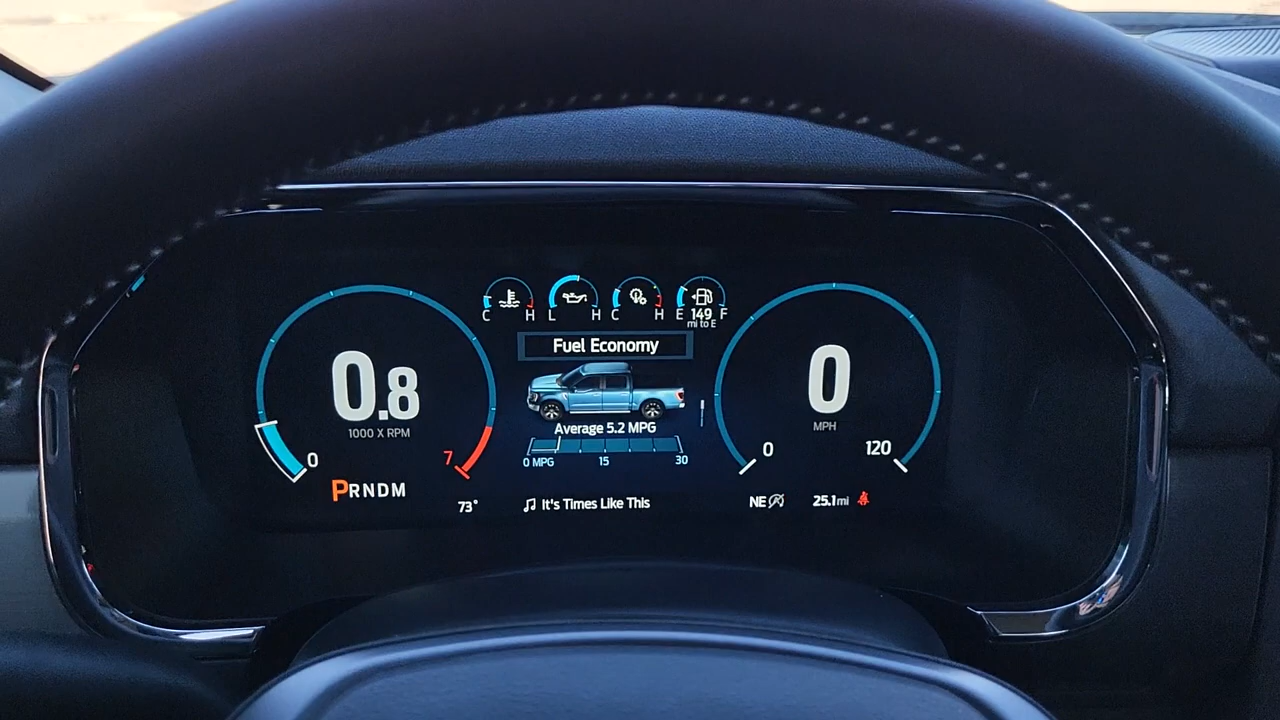 C H L H C H E 149 F
mi to E
Fuel Economy
0.8
1000 X RPM
0
7
PRNDM
73°
Average 5.2 MPG
0 MPG 15 30
It's Times Like This
0
MPH
0
120
NE
25.1mi